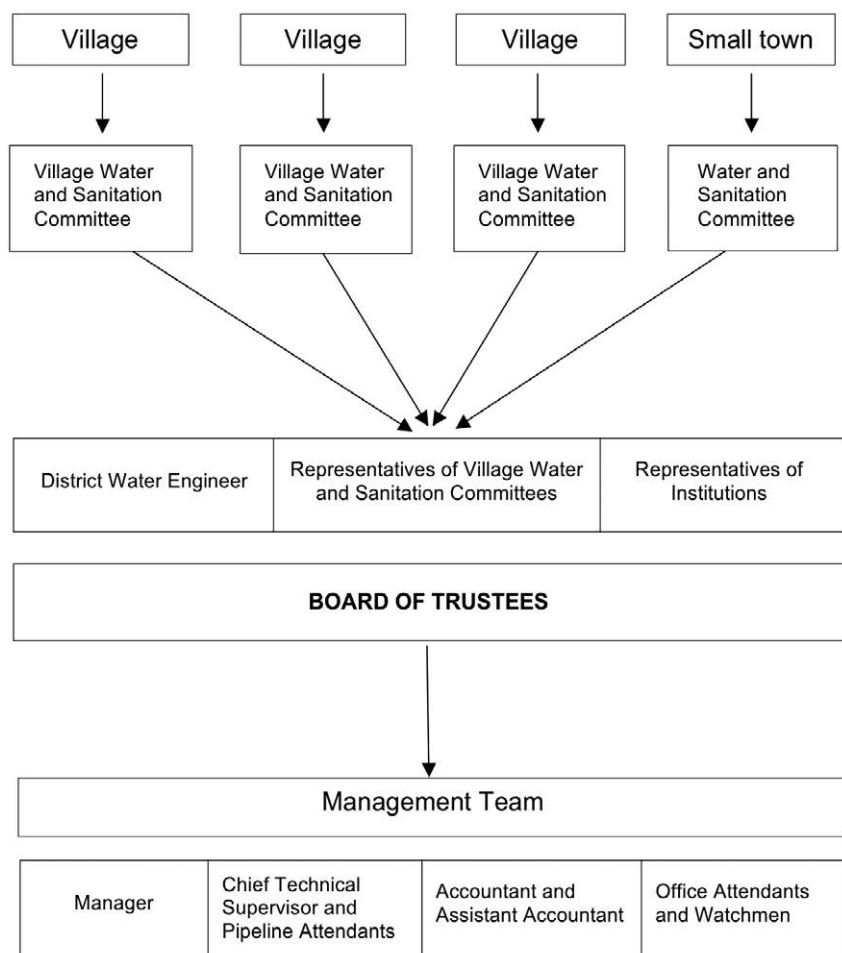 Village
Village
Village
Small town
Village Water
and Sanitation
Committee
Village Water
and Sanitation
Committee
Village Water
and Sanitation
Committee
Water and
Sanitation
Committee
District Water Engineer
Representatives of Village Water
and Sanitation Committees
Representatives of
Institutions
BOARD OF TRUSTEES
Management Team
Manager
Chief Technical
Supervisor and
Pipeline Attendants
Accountant and
Assistant Accountant
Office Attendants
and Watchmen